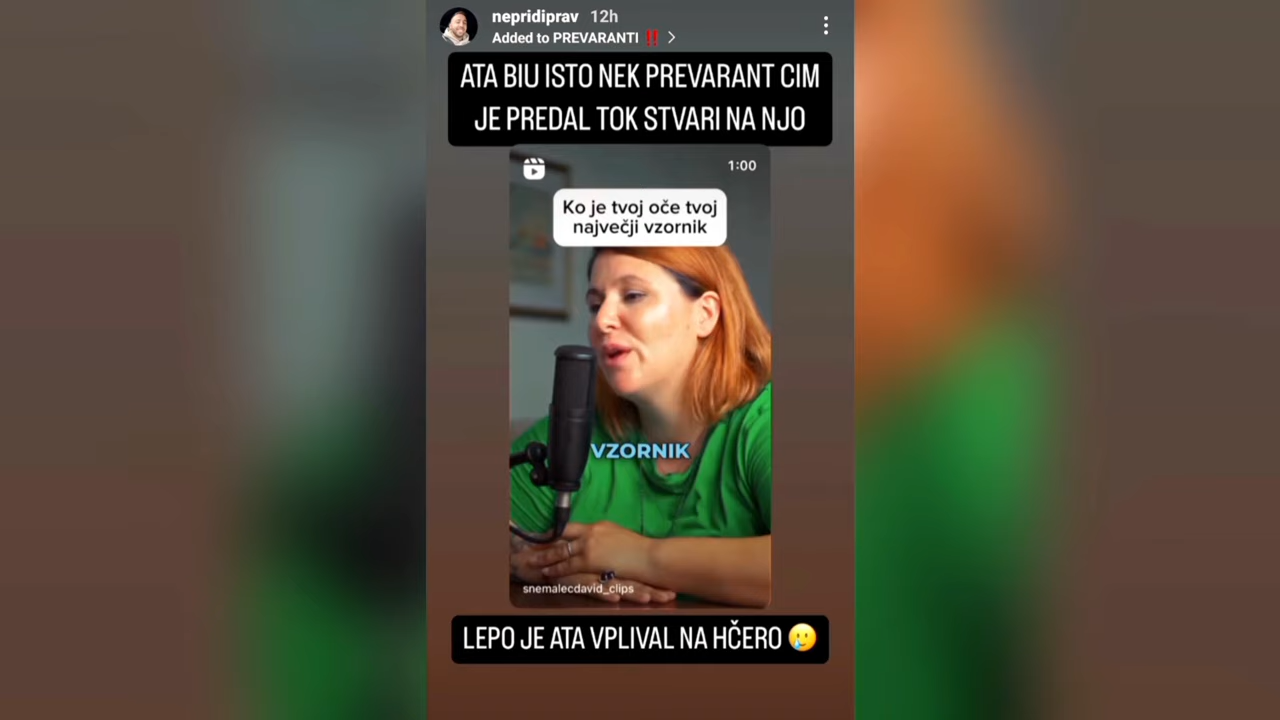 nepridiprav 12h
Added to PREVARANTI ‼️ >
ATA BIU ISTO NEK PREVARANT CIM
JE PREDAL TOK STVARI NA NJO
1:00
Ko je tvoj oče tvoj
največji vzornik
VZORNIK
snemalecdavid_clips
LEPO JE ATA VPLIVAL NA HČERO 🥲